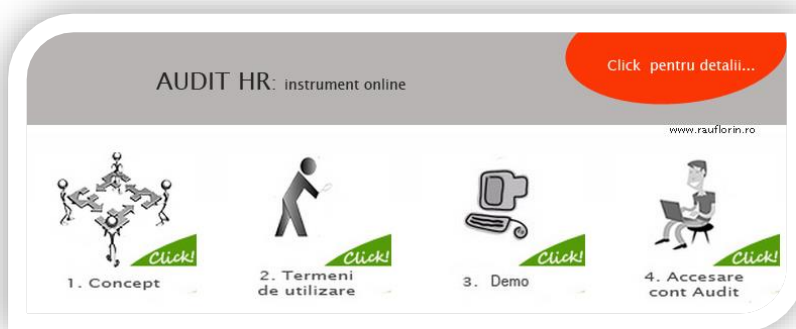 AUDIT HR: instrument online
Click pentru detalii...
www.rauflorin.ro
Click!
Click!
Click!
Click!
1. Concept
2. Termeni
de utilizare
3. Demo
4. Accesare
cont Audit